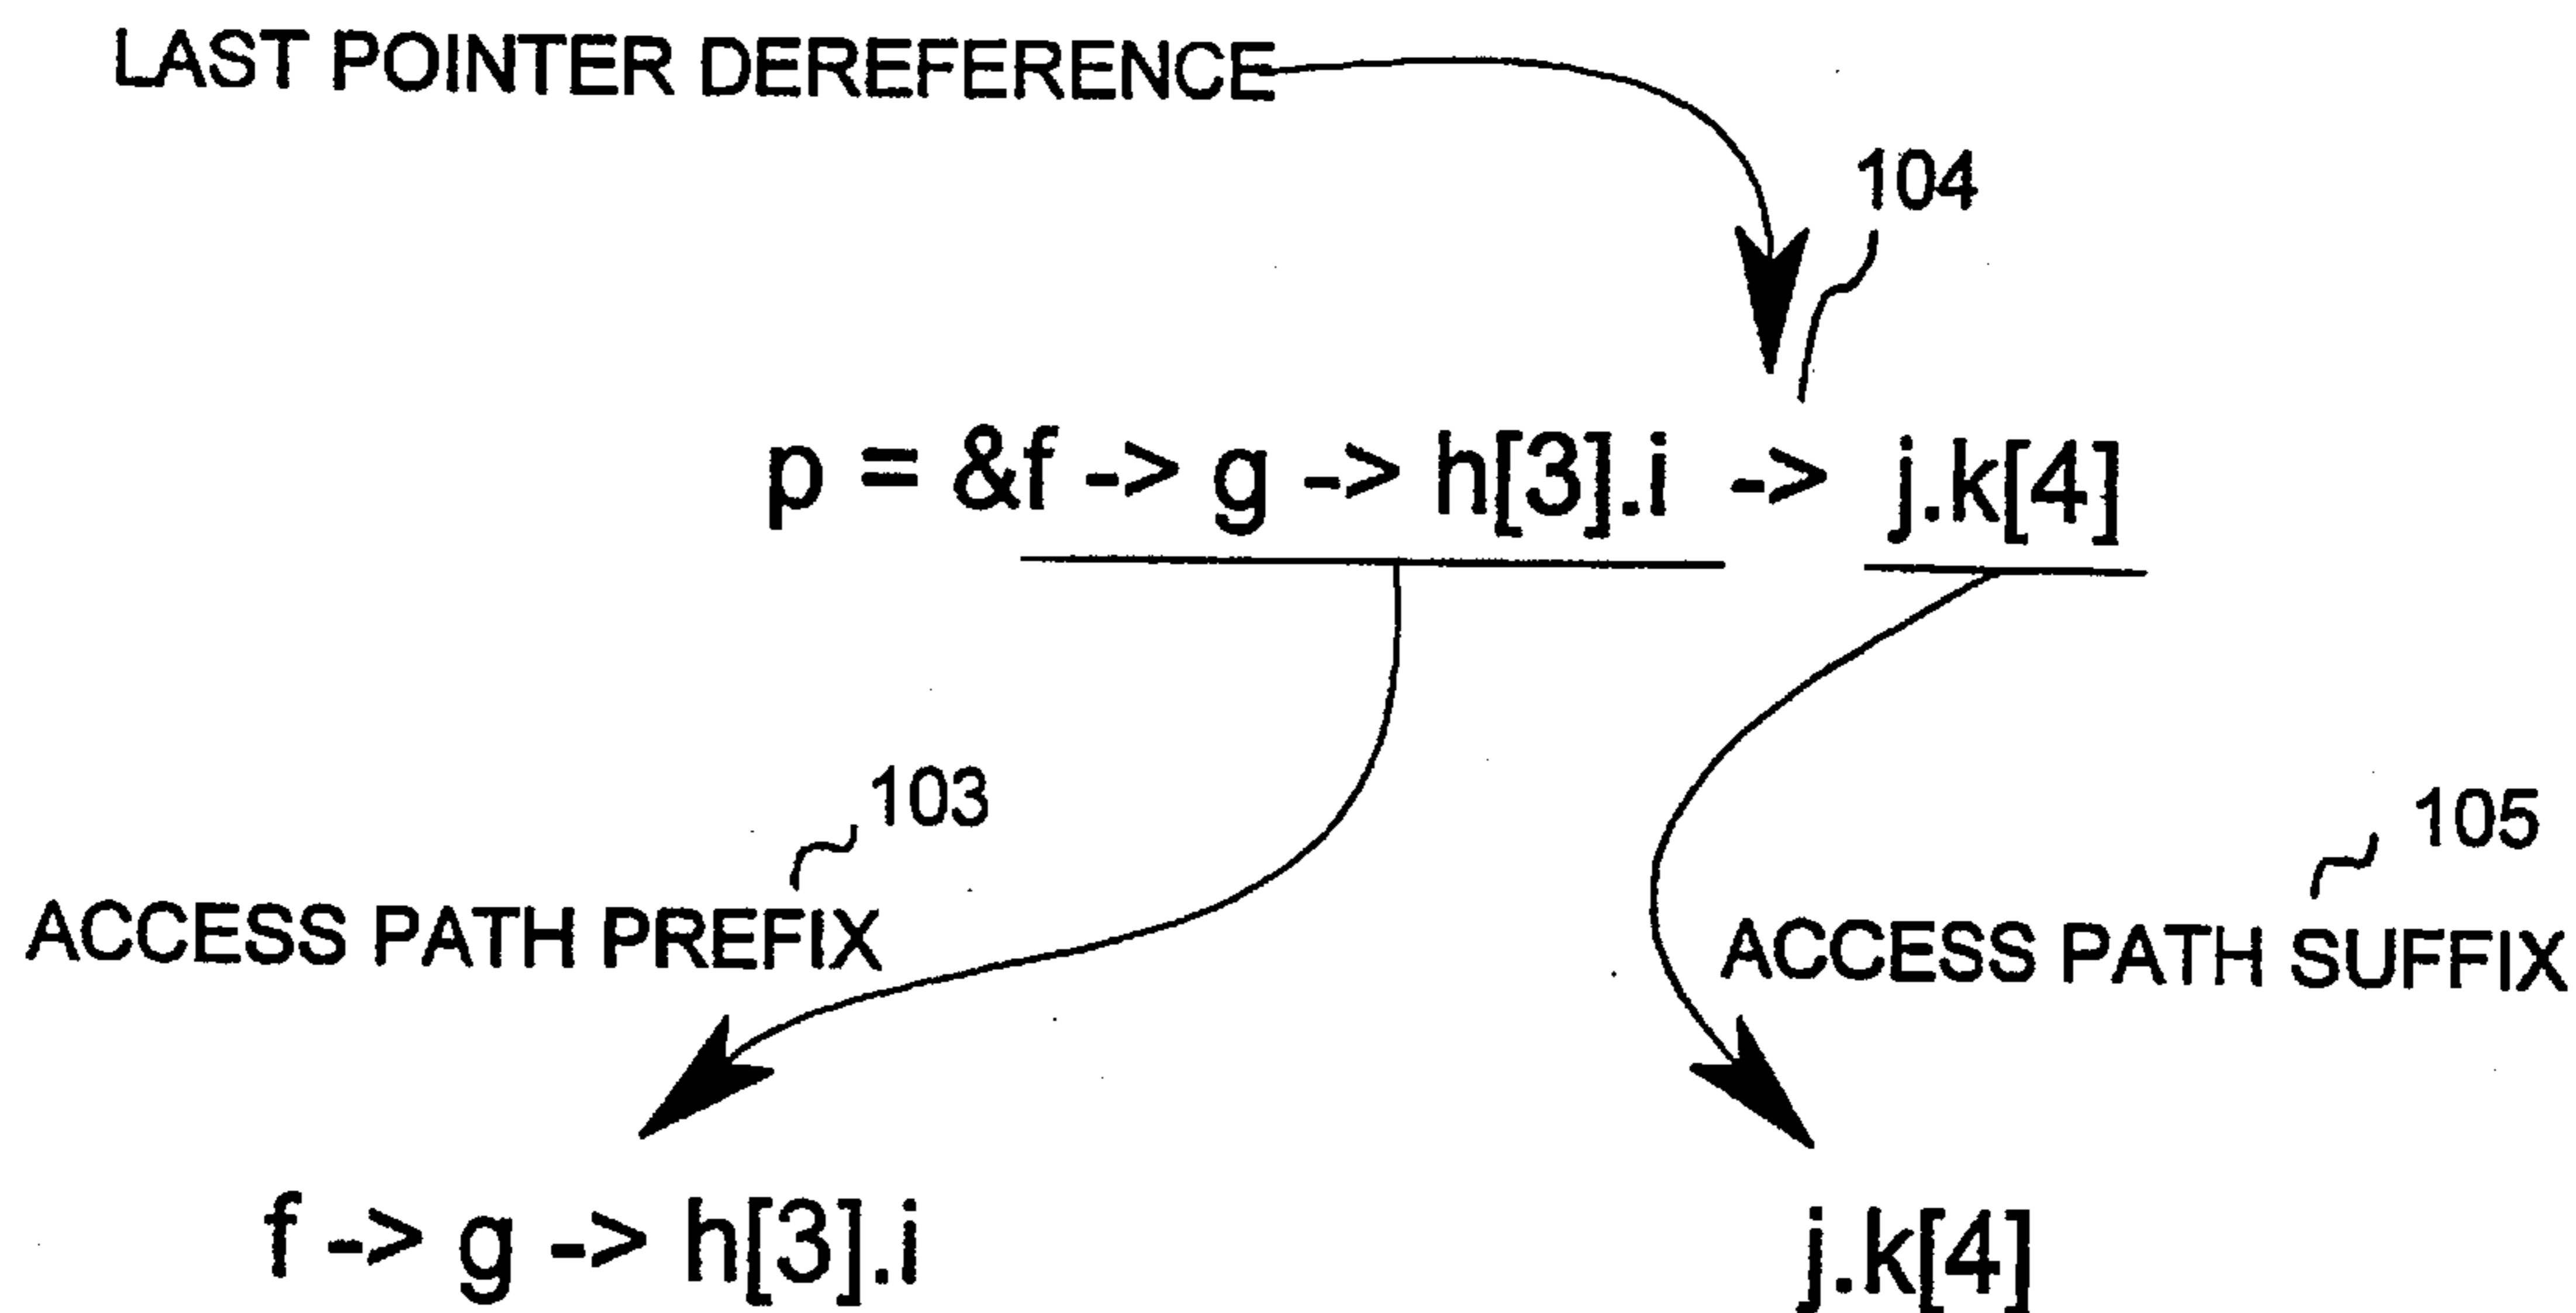 LAST POINTER DEREFERENCE
104
p = &f -> g -> h[3].i -> j.k[4]
103
105
ACCESS PATH PREFIX
ACCESS PATH SUFFIX
f -> g -> h[3].i
j.k[4]